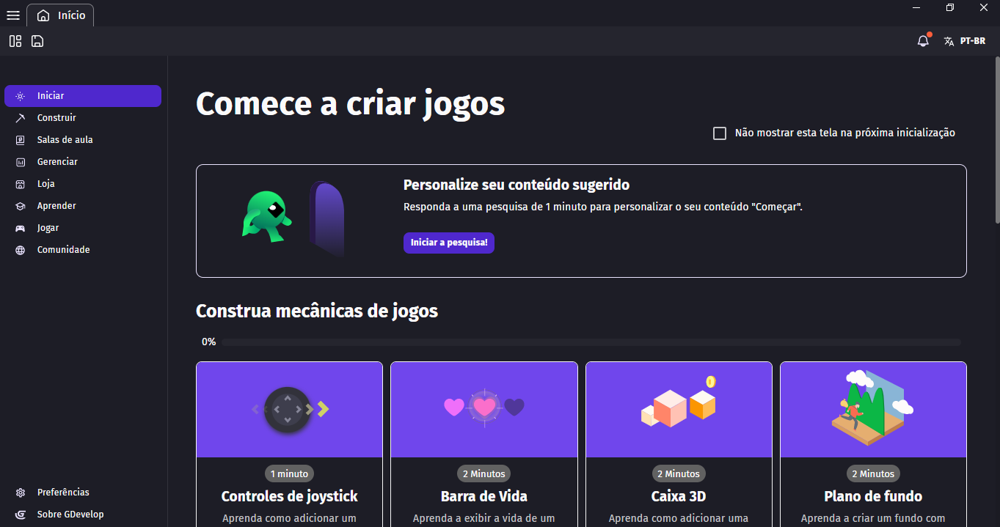 Início
PT-BR
Iniciar
Construir
Salas de aula
Gerenciar
Loja
Aprender
Jogar
Comunidade
Preferências
Sobre GDevelop
Comece a criar jogos
Não mostrar esta tela na próxima inicialização
Personalize seu conteúdo sugerido
Responda a uma pesquisa de 1 minuto para personalizar o seu conteúdo "Começar".
Iniciar a pesquisa!
Construa mecânicas de jogos
0%
1 minuto
Controles de joystick
Aprenda como adicionar um
2 Minutos
Barra de Vida
Aprenda a exibir a vida de um
2 Minutos
Caixa 3D
Aprenda como adicionar uma
2 Minutos
Plano de fundo
Aprenda a criar um fundo com